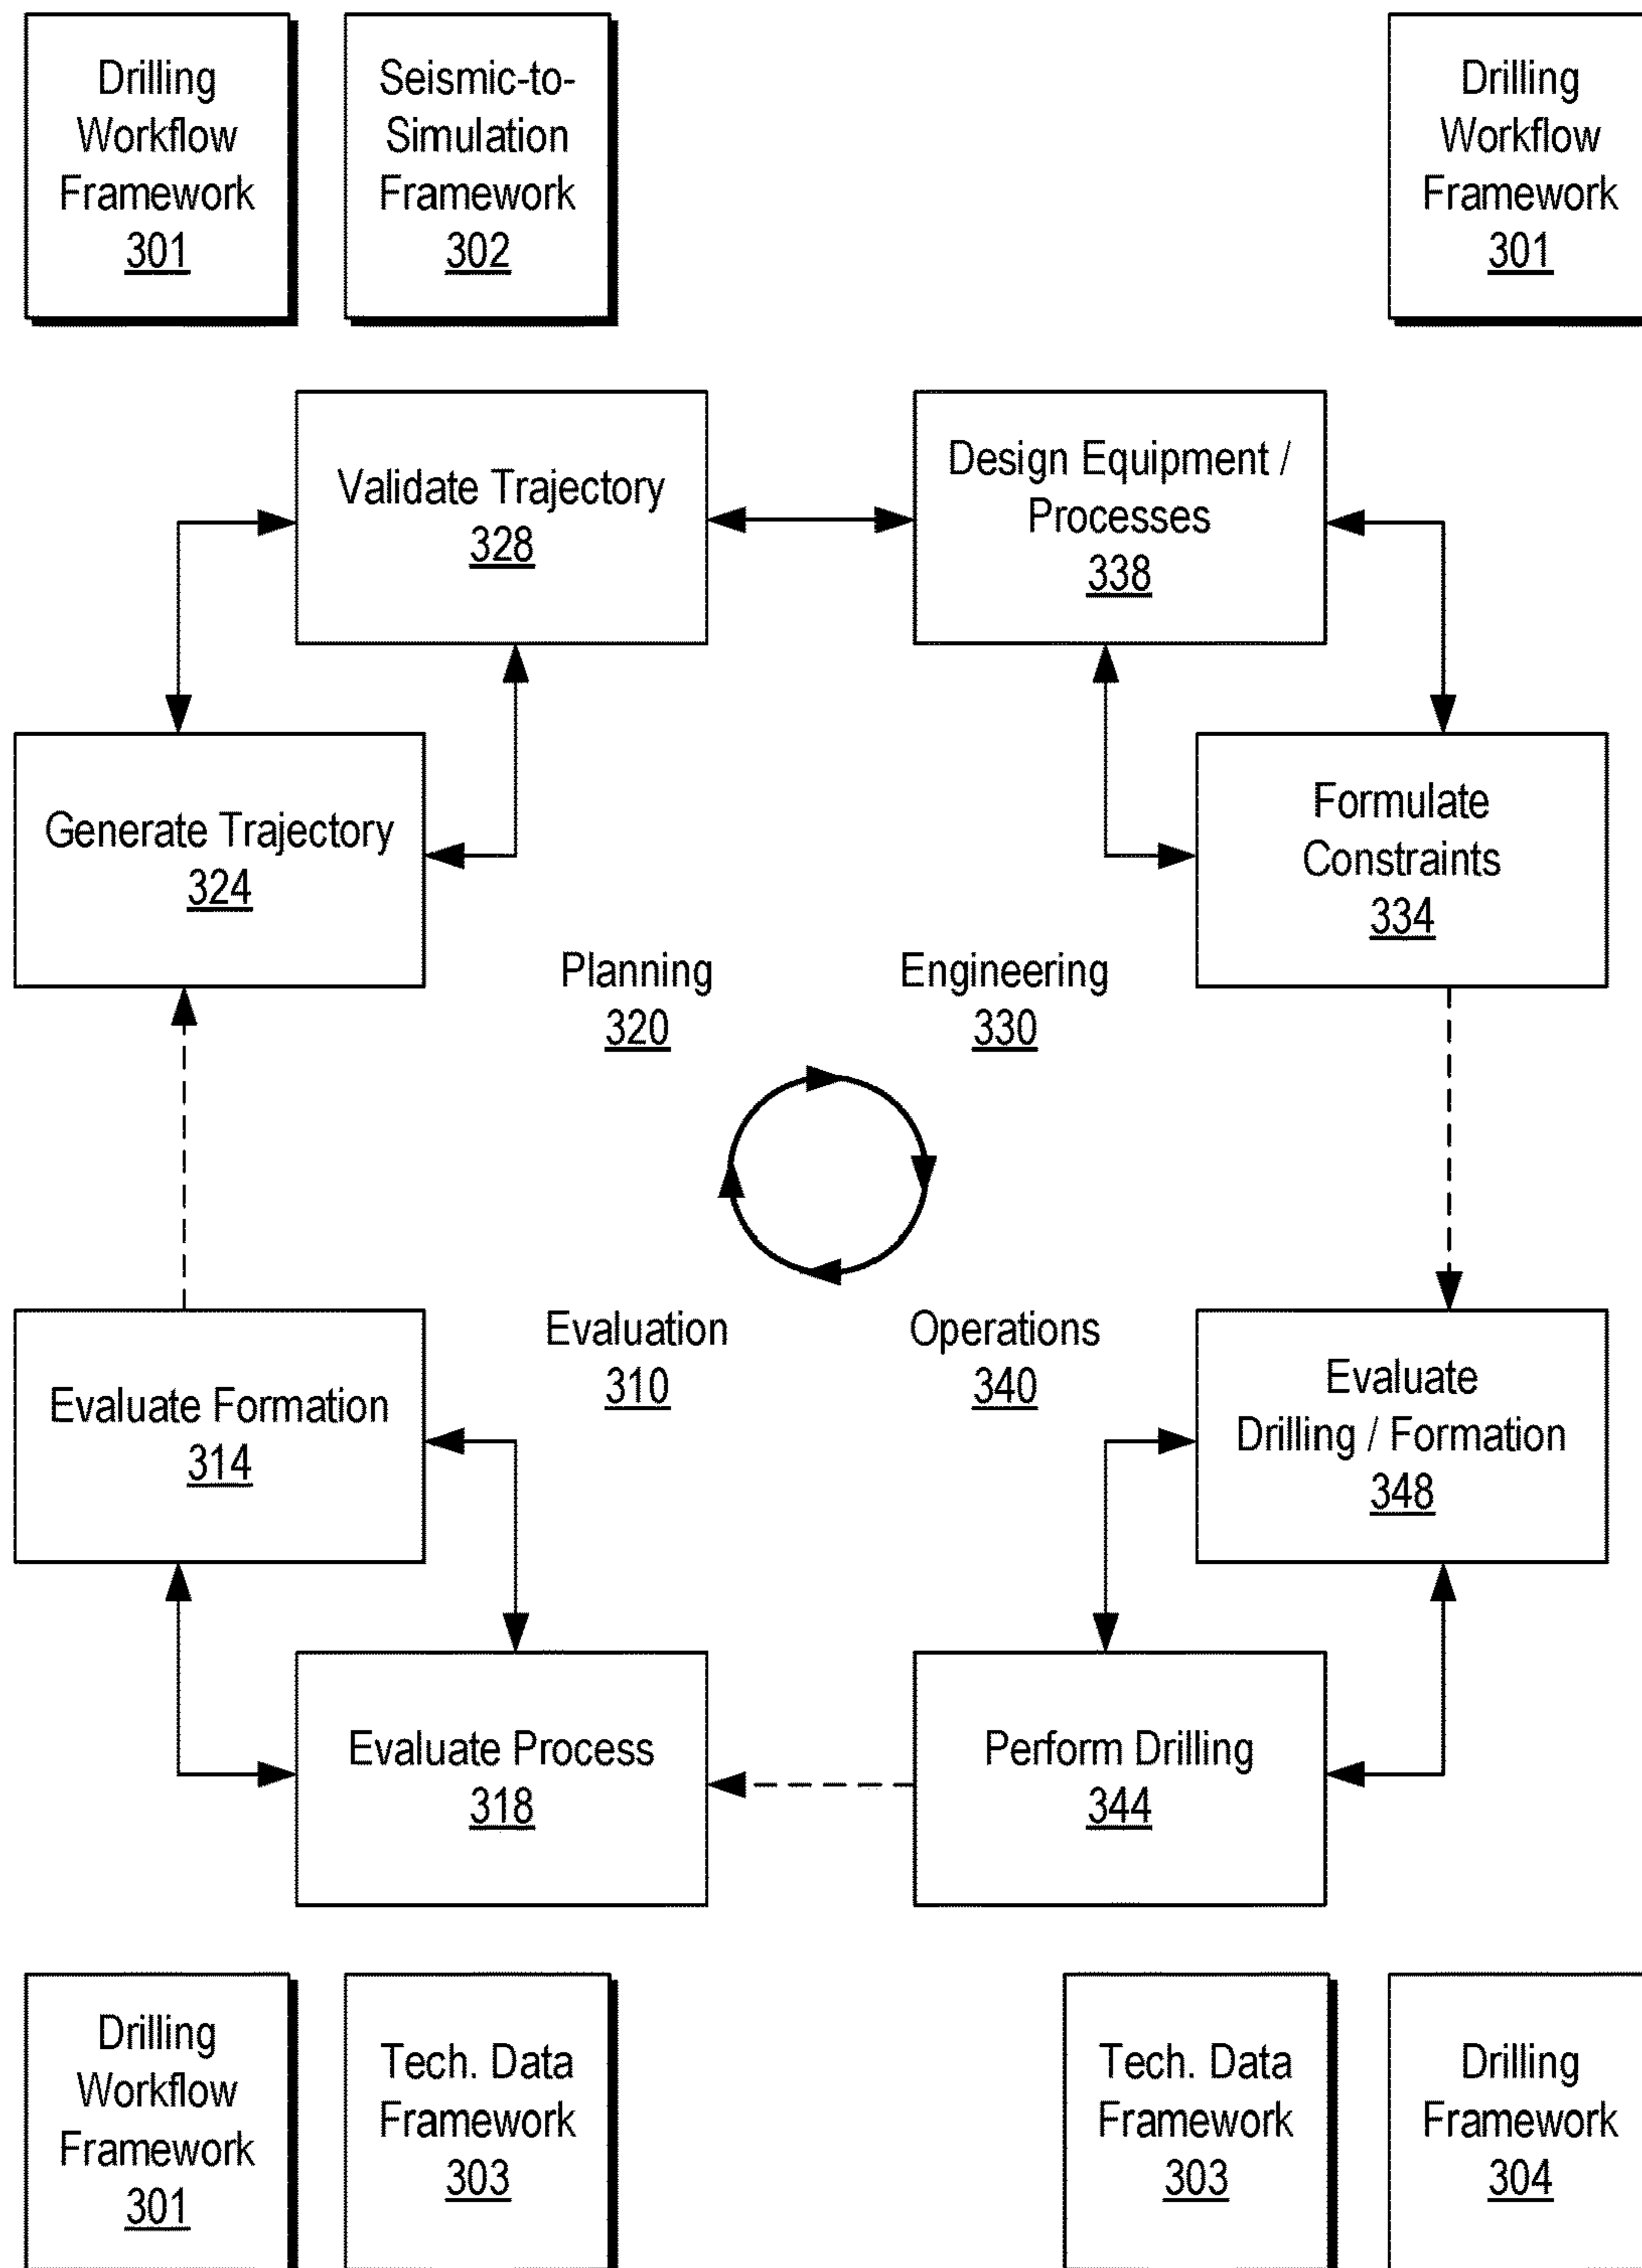 Drilling
Workflow
Framework
301
Seismic-to-
Simulation
Framework
302
Drilling
Workflow
Framework
301
Validate Trajectory
328
Design Equipment /
Processes
338
Generate Trajectory
324
Formulate
Constraints
334
Planning
320
Engineering
330
Evaluation
310
Operations
340
Evaluate Formation
314
Evaluate
Drilling / Formation
348
Evaluate Process
318
Perform Drilling
344
Drilling
Workflow
Framework
301
Tech. Data
Framework
303
Tech. Data
Framework
303
Drilling
Framework
304